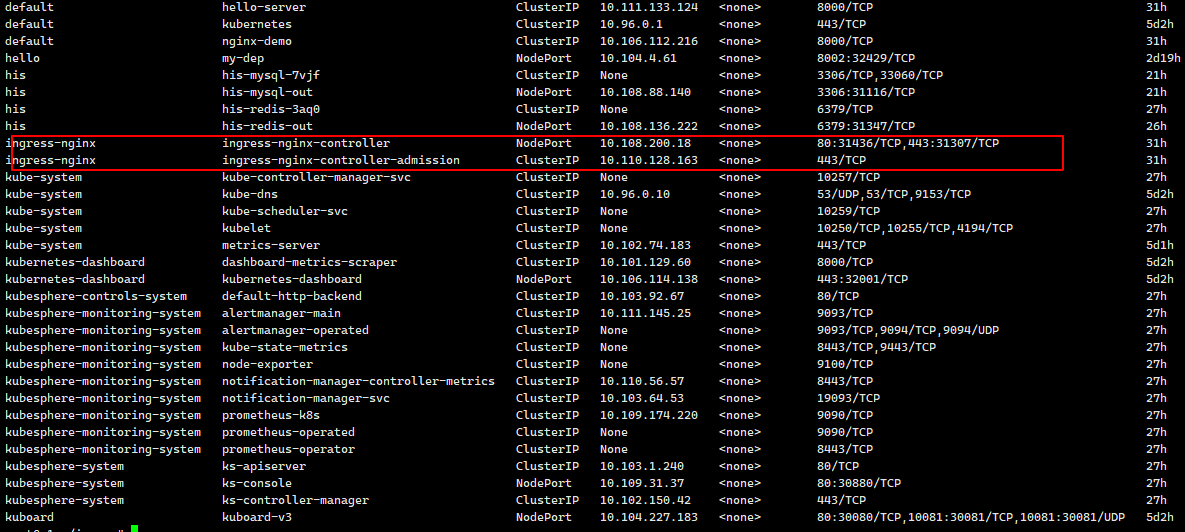 default hello-server ClusterIP 10.111.133.124 <none> 8000/TCP 31h
default kubernetes ClusterIP 10.96.0.1 <none> 443/TCP 5d2h
default nginx-demo ClusterIP 10.106.112.216 <none> 8000/TCP 31h
hello my-dep NodePort 10.104.4.61 <none> 8002:32429/TCP 2d19h
his his-mysql-7vjf ClusterIP None <none> 3306/TCP,33060/TCP 21h
his his-mysql-out NodePort 10.108.88.140 <none> 3306:31116/TCP 21h
his his-redis-3aq0 ClusterIP None <none> 6379/TCP 27h
his his-redis-out NodePort 10.108.136.222 <none> 6379:31347/TCP 26h
ingress-nginx ingress-nginx-controller NodePort 10.108.200.18 <none> 80:31436/TCP,443:31307/TCP 31h
ingress-nginx ingress-nginx-controller-admission ClusterIP 10.110.128.163 <none> 443/TCP 31h
kube-system kube-controller-manager-svc ClusterIP None <none> 10257/TCP 27h
kube-system kube-dns ClusterIP 10.96.0.10 <none> 53/UDP,53/TCP,9153/TCP 5d2h
kube-system kube-scheduler-svc ClusterIP None <none> 10259/TCP 27h
kube-system kubelet ClusterIP None <none> 10250/TCP,10255/TCP,4194/TCP 27h
kube-system metrics-server ClusterIP 10.102.74.183 <none> 443/TCP 5d1h
kubernetes-dashboard dashboard-metrics-scraper ClusterIP 10.101.129.60 <none> 8000/TCP 5d2h
kubernetes-dashboard kubernetes-dashboard NodePort 10.106.114.138 <none> 443:32001/TCP 5d2h
kubesphere-controls-system default-http-backend ClusterIP 10.103.92.67 <none> 80/TCP 27h
kubesphere-monitoring-system alertmanager-main ClusterIP 10.111.145.25 <none> 9093/TCP 27h
kubesphere-monitoring-system alertmanager-operated ClusterIP None <none> 9093/TCP,9094/TCP,9094/UDP 27h
kubesphere-monitoring-system kube-state-metrics ClusterIP None <none> 8443/TCP,9443/TCP 27h
kubesphere-monitoring-system node-exporter ClusterIP None <none> 9100/TCP 27h
kubesphere-monitoring-system notification-manager-controller-metrics ClusterIP 10.110.56.57 <none> 8443/TCP 27h
kubesphere-monitoring-system notification-manager-svc ClusterIP 10.103.64.53 <none> 19093/TCP 27h
kubesphere-monitoring-system prometheus-k8s ClusterIP 10.109.174.220 <none> 9090/TCP 27h
kubesphere-monitoring-system prometheus-operated ClusterIP None <none> 9090/TCP 27h
kubesphere-monitoring-system prometheus-operator ClusterIP None <none> 8443/TCP 27h
kubesphere-system ks-apiserver ClusterIP 10.103.1.240 <none> 80/TCP 27h
kubesphere-system ks-console NodePort 10.109.31.37 <none> 80:30880/TCP 27h
kubesphere-system ks-controller-manager ClusterIP 10.102.150.42 <none> 443/TCP 27h
kuboard kuboard-v3 NodePort 10.104.227.183 <none> 80:30080/TCP,10081:30081/TCP,10081:30081/UDP 5d2h